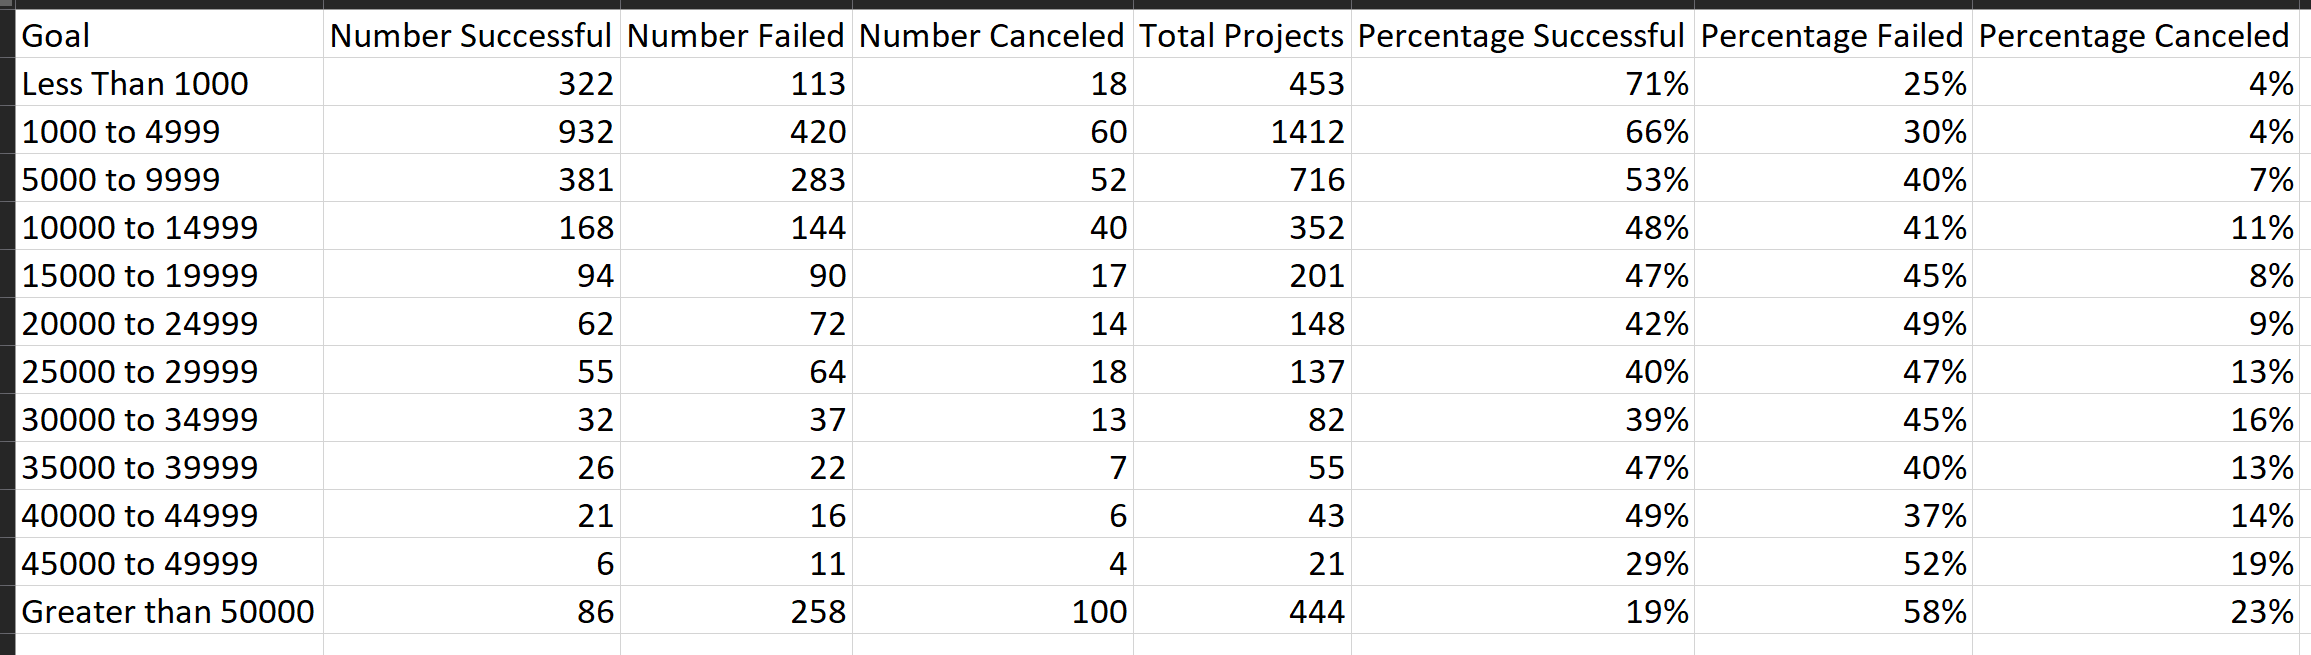 Goal Number Successful Number Failed Number Canceled Total Projects Percentage Successful Percentage Failed Percentage Canceled
Less Than 1000 322 113 18 453 71% 25% 4%
1000 to 4999 932 420 60 1412 66% 30% 4%
5000 to 9999 381 283 52 716 53% 40% 7%
10000 to 14999 168 144 40 352 48% 41% 11%
15000 to 19999 94 90 17 201 47% 45% 8%
20000 to 24999 62 72 14 148 42% 49% 9%
25000 to 29999 55 64 18 137 40% 47% 13%
30000 to 34999 32 37 13 82 39% 45% 16%
35000 to 39999 26 22 7 55 47% 40% 13%
40000 to 44999 21 16 6 43 49% 37% 14%
45000 to 49999 6 11 4 21 29% 52% 19%
Greater than 50000 86 258 100 444 19% 58% 23%